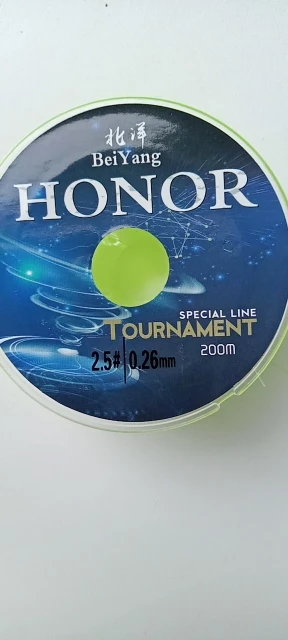 北洋
BeiYang
HONOR
SPECIAL LINE
TOURNAMENT
200M
2.5# 0.26mm